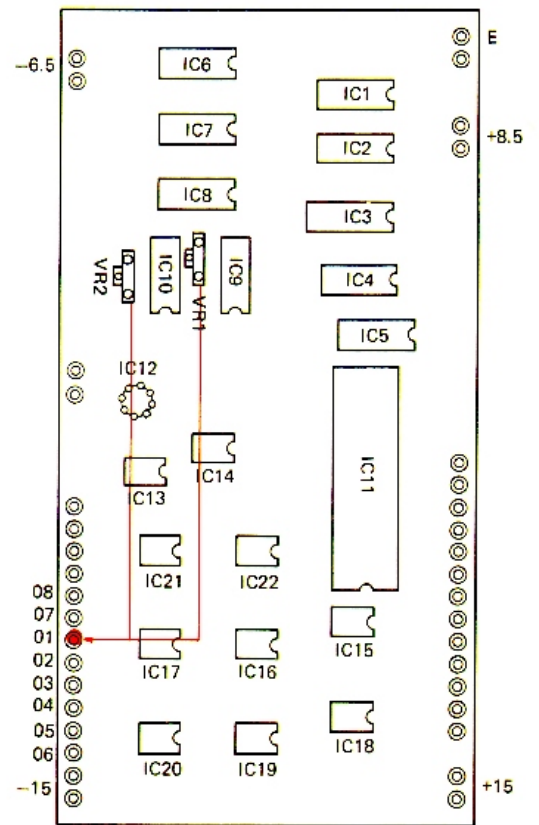 E
−6.5
IC6
IC1
IC7
IC2
+8.5
IC8
IC3
VR2
IC10
VR1
IC9
IC4
IC5
IC12
IC11
IC14
IC13
IC21
IC22
08
07
01
IC15
02
IC17
IC16
03
04
05
IC18
06
IC20
IC19
−15
+15